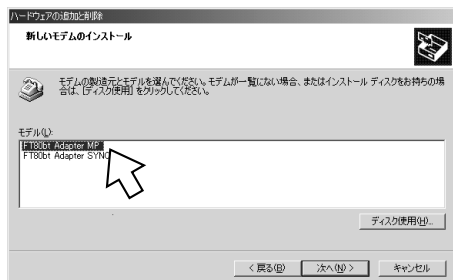 ハードウェアの追加と削除
新しいモデムのインストール
モデムの製造元とモデルを選んでください。モデムが一覧にない場合、またはインストール ディスクをお持ちの場
合は、[ディスク使用] をクリックしてください。
モデル(L):
FT80bt Adapter MP
FT80bt Adapter SYNC
ディスク使用(H)...
< 戻る(B)
次へ(N) >
キャンセル